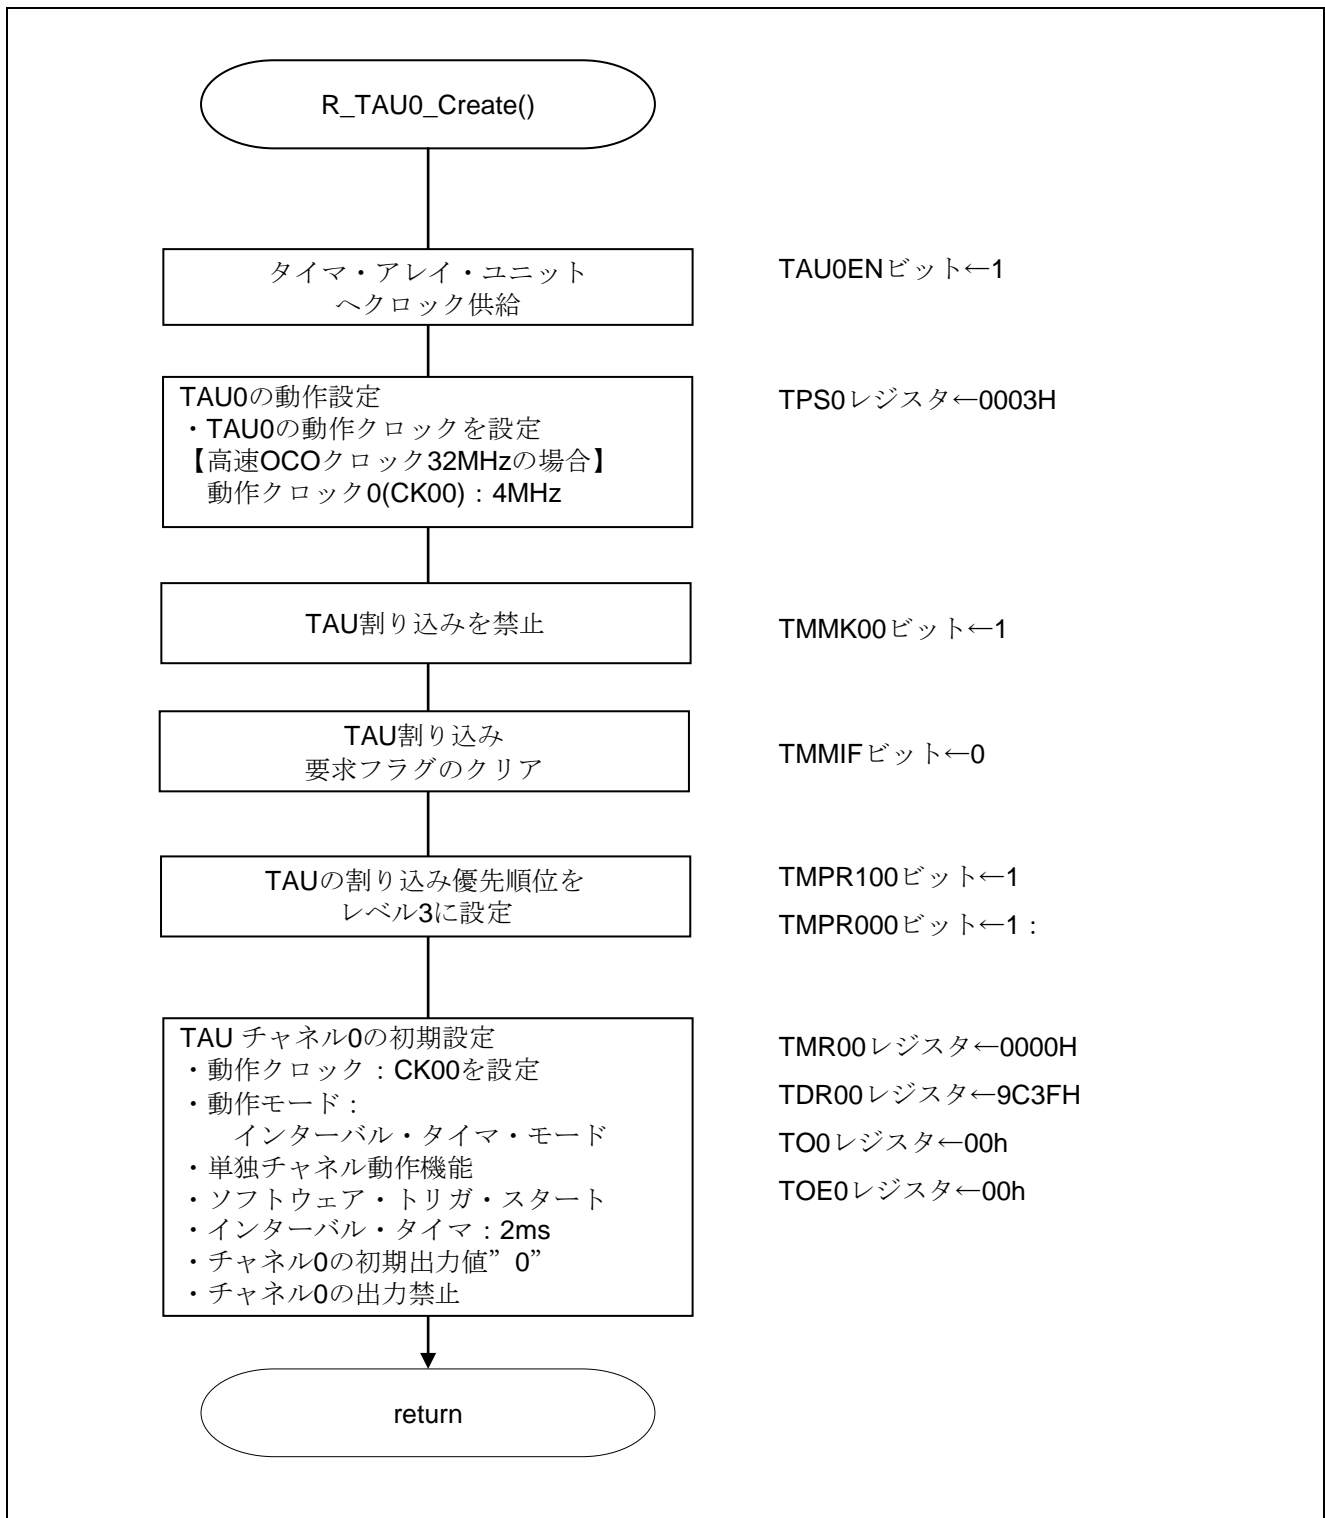 R_TAU0_Create()
タイマ・アレイ・ユニット
へクロック供給
TAU0ENビット←1
TAU0の動作設定
・TAU0の動作クロックを設定
【高速OCOクロック32MHzの場合】
動作クロック0(CK00)：4MHz
TPS0レジスタ←0003H
TAU割り込みを禁止
TMMK00ビット←1
TAU割り込み
要求フラグのクリア
TMMIFビット←0
TAUの割り込み優先順位を
レベル3に設定
TMPR100ビット←1
TMPR000ビット←1：
TAU チャネル0の初期設定
・動作クロック：CK00を設定
・動作モード：
インターバル・タイマ・モード
・単独チャネル動作機能
・ソフトウェア・トリガ・スタート
・インターバル・タイマ：2ms
・チャネル0の初期出力値”0”
・チャネル0の出力禁止
TMR00レジスタ←0000H
TDR00レジスタ←9C3FH
TO0レジスタ←00h
TOE0レジスタ←00h
return